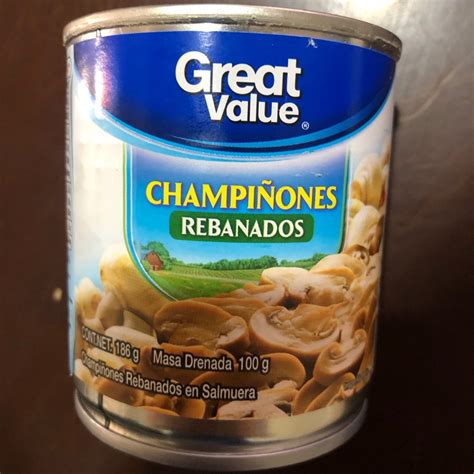 Great
Value®
CHAMPIÑONES
REBANADOS
CONT.NET. 186 g Masa Drenada 100 g
Champiñones Rebanados en Salmuera